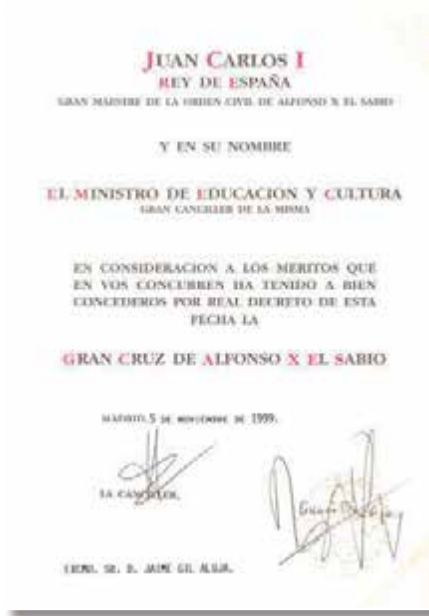 JUAN CARLOS I
REY DE ESPAÑA
GRAN MAESTRE DE LA ORDEN CIVIL DE ALFONSO X EL SABIO
Y EN SU NOMBRE
EL MINISTRO DE EDUCACION Y CULTURA
GRAN CANCILLER DE LA MISMA
EN CONSIDERACION A LOS MERITOS QUE
EN VOS CONCURREN HA TENIDO A BIEN
CONCEDEROS POR REAL DECRETO DE ESTA
FECHA LA
GRAN CRUZ DE ALFONSO X EL SABIO
MADRID, 5 DE NOVIEMBRE DE 1999.
LA CANCILLER,
EXCMO. SR. D. JAIME GIL ALUJA.